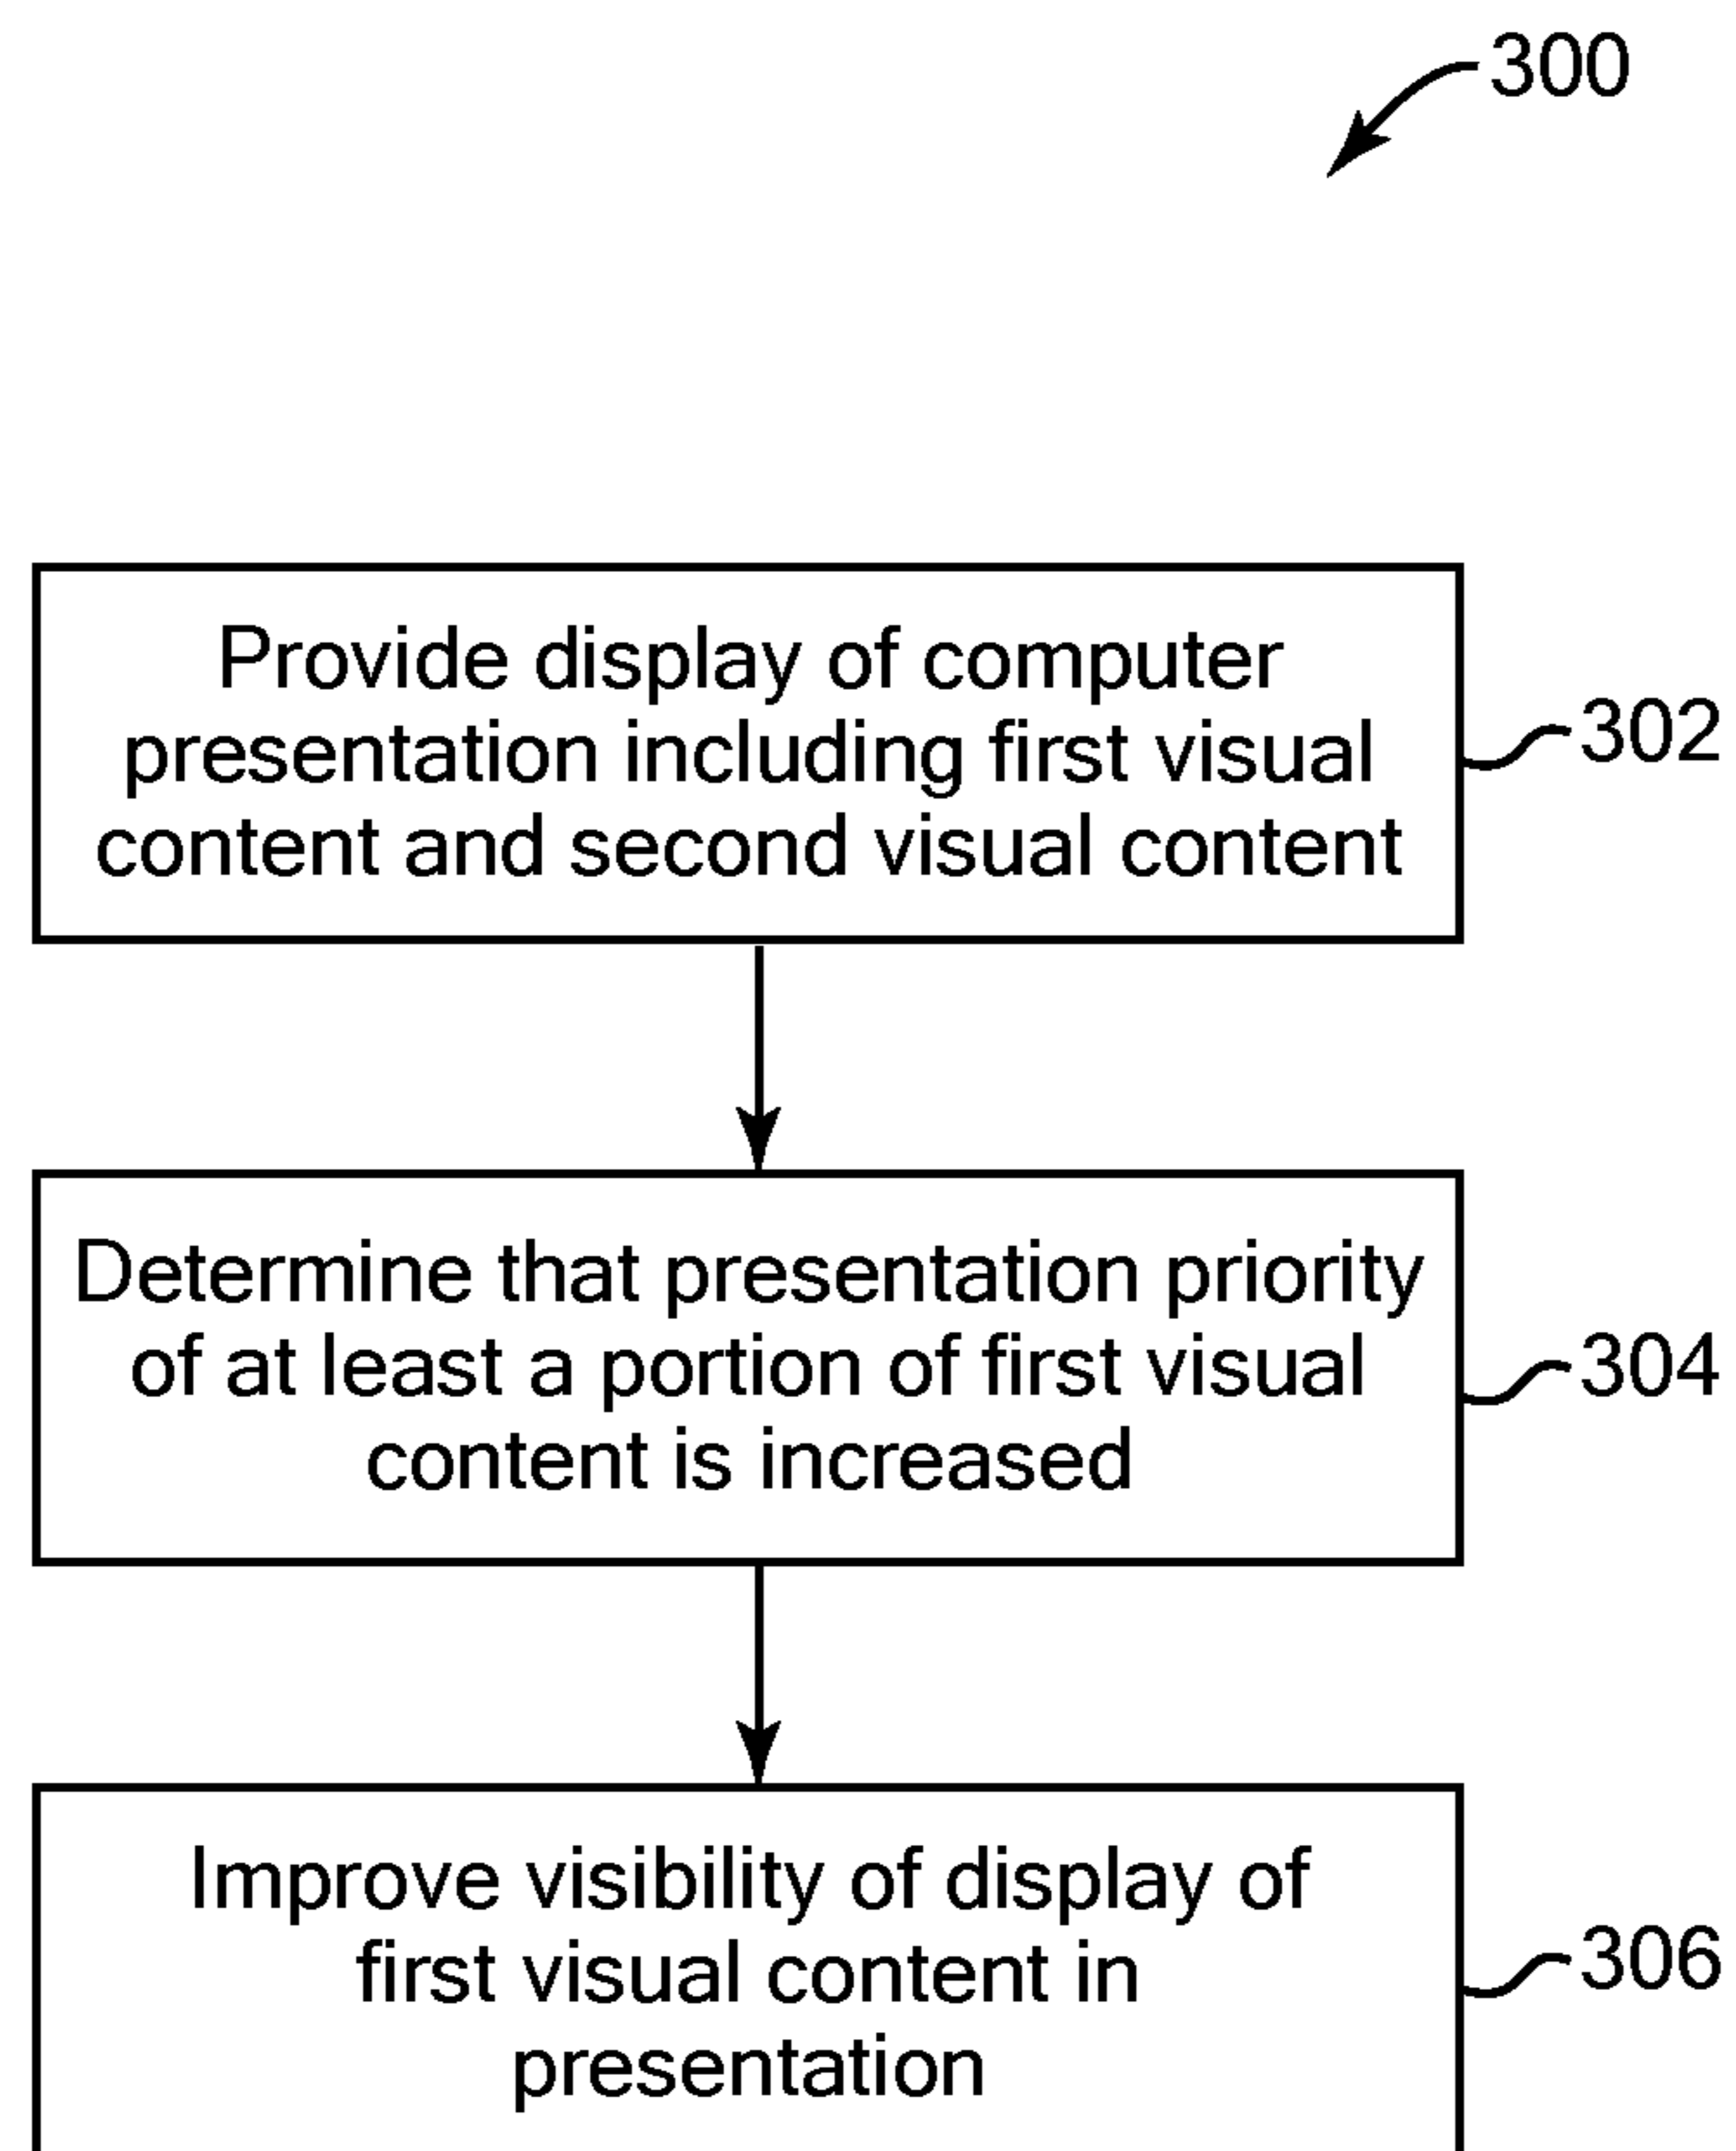 300
Provide display of computer
presentation including first visual
content and second visual content
302
Determine that presentation priority
of at least a portion of first visual
content is increased
304
Improve visibility of display of
first visual content in
presentation
306